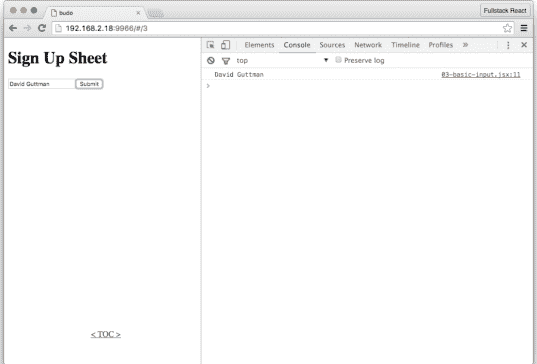 budo
Fullstack React
192.168.2.18:9966/#/3
Elements Console Sources Network Timeline Profiles »
top Preserve log
Sign Up Sheet
David Guttman Submit
David Guttman 03-basic-input.jsx:11
< TOC >